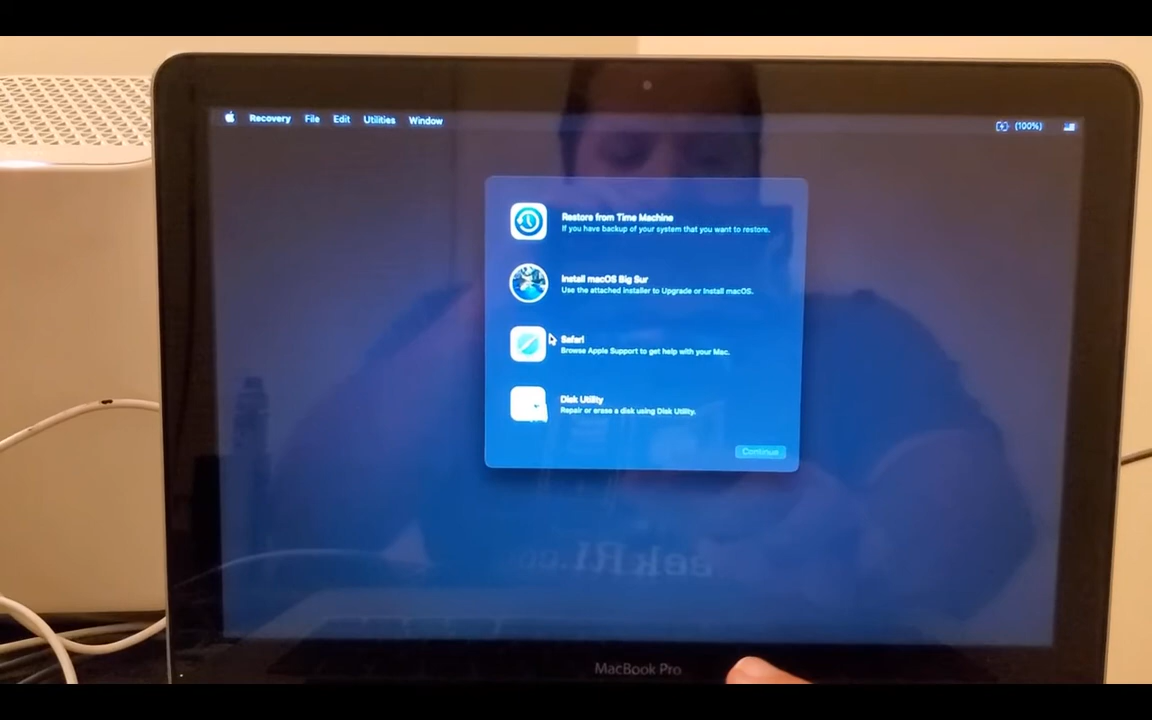 Recovery File Edit Utilities Window
(100%)
Restore from Time Machine
If you have backup of your system that you want to restore.
Install macOS Big Sur
Use the attached installer to Upgrade or Install macOS.
Safari
Browse Apple Support to get help with your Mac.
Disk Utility
Repair or erase a disk using Disk Utility.
Continue
MacBook Pro